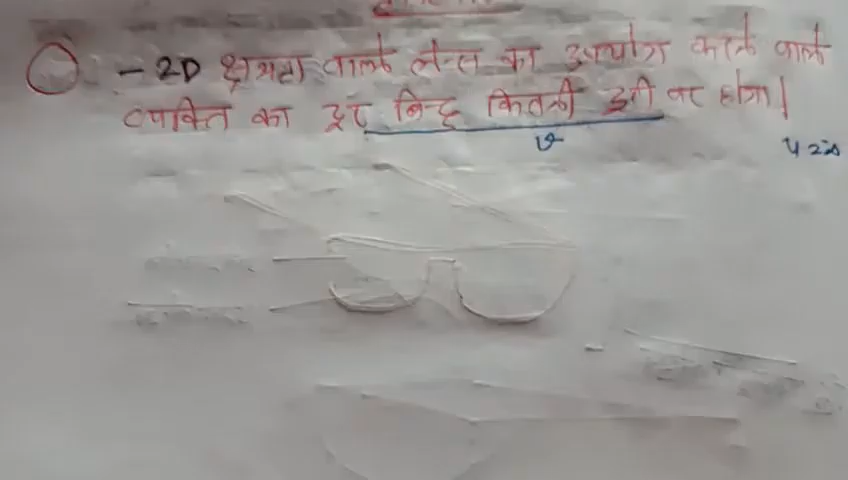 -2D क्षमता वाले लेन्स का उपयोग करने वाले
व्यक्ति का दूर बिन्दु कितनी दूरी पर होगा।